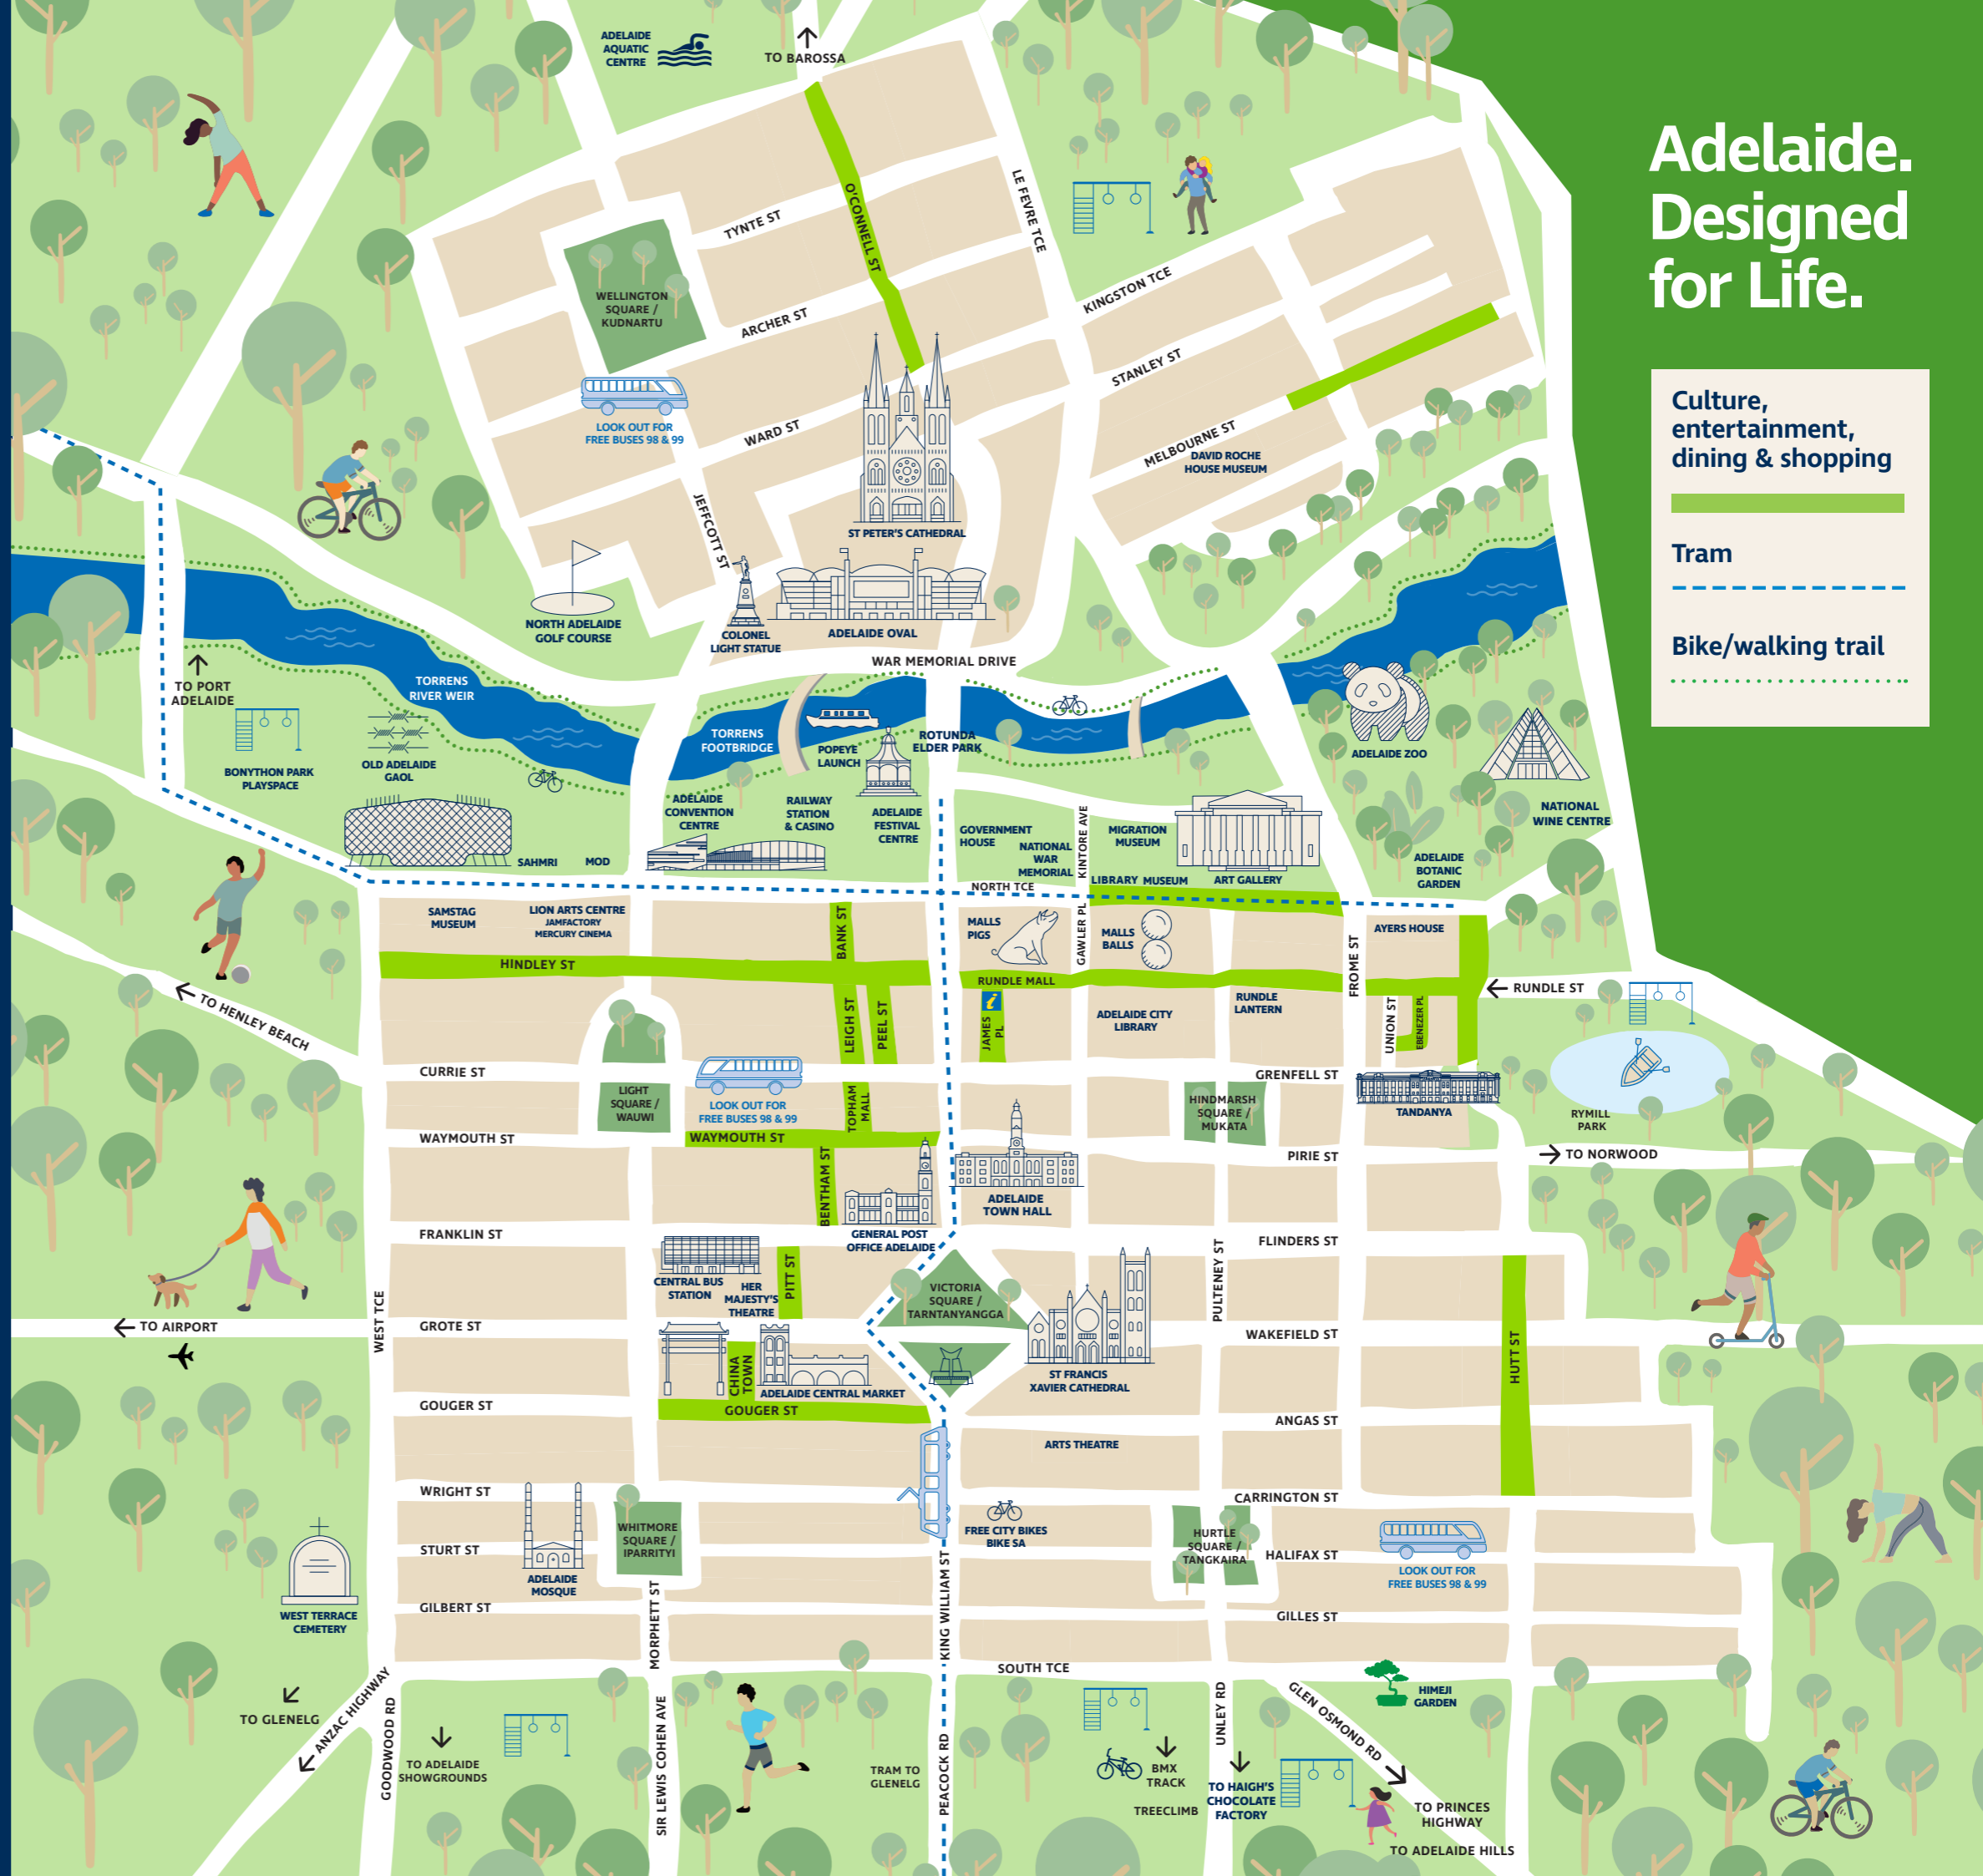 ADELAIDE
AQUATIC
CENTRE
TO BAROSSA
Adelaide.
Designed
for Life.
Culture,
entertainment,
dining & shopping
Tram
Bike/walking trail
O'CONNELL ST
LE FEVRE TCE
TYNTE ST
WELLINGTON
SQUARE /
KUDNARTU
ARCHER ST
KINGSTON TCE
STANLEY ST
LOOK OUT FOR
FREE BUSES 98 & 99
WARD ST
MELBOURNE ST
DAVID ROCHE
HOUSE MUSEUM
JEFFCOTT ST
ST PETER'S CATHEDRAL
NORTH ADELAIDE
GOLF COURSE
COLONEL
LIGHT STATUE
ADELAIDE OVAL
WAR MEMORIAL DRIVE
TO PORT
ADELAIDE
TORRENS
RIVER WEIR
TORRENS
FOOTBRIDGE
POPEYE
LAUNCH
ROTUNDA
ELDER PARK
ADELAIDE ZOO
BONYTHON PARK
PLAYSPACE
OLD ADELAIDE
GAOL
ADELAIDE
CONVENTION
CENTRE
RAILWAY
STATION
& CASINO
ADELAIDE
FESTIVAL
CENTRE
GOVERNMENT
HOUSE
NATIONAL
WAR
MEMORIAL
KINTORE AVE
MIGRATION
MUSEUM
NATIONAL
WINE CENTRE
SAHMRI
MOD
NORTH TCE
LIBRARY
MUSEUM
ART GALLERY
ADELAIDE
BOTANIC
GARDEN
SAMSTAG
MUSEUM
LION ARTS CENTRE
JAMFACTORY
MERCURY CINEMA
BANK ST
MALLS
PIGS
GAWLER PL
MALLS
BALLS
FROME ST
AYERS HOUSE
HINDLEY ST
RUNDLE MALL
RUNDLE ST
TO HENLEY BEACH
LEIGH ST
PEEL ST
i
JAMES
PL
ADELAIDE CITY
LIBRARY
RUNDLE
LANTERN
UNION ST
EBENEZER PL
CURRIE ST
GRENFELL ST
LIGHT
SQUARE /
WAUWI
LOOK OUT FOR
FREE BUSES 98 & 99
TOPHAM
MALL
HINDMARSH
SQUARE /
MUKATA
TANDANYA
RYMILL
PARK
WAYMOUTH ST
WAYMOUTH ST
PIRIE ST
TO NORWOOD
BENTHAM ST
ADELAIDE
TOWN HALL
FRANKLIN ST
GENERAL POST
OFFICE ADELAIDE
FLINDERS ST
PULTENEY ST
CENTRAL BUS
STATION
HER
MAJESTY'S
THEATRE
PITT ST
VICTORIA
SQUARE /
TARNTANYANGGA
WEST TCE
TO AIRPORT
GROTE ST
WAKEFIELD ST
HUTT ST
CHINA
TOWN
ADELAIDE CENTRAL MARKET
ST FRANCIS
XAVIER CATHEDRAL
GOUGER ST
GOUGER ST
ANGAS ST
ARTS THEATRE
WRIGHT ST
CARRINGTON ST
WHITMORE
SQUARE /
IPARRITYI
FREE CITY BIKES
BIKE SA
HURTLE
SQUARE /
TANGKAIRA
STURT ST
HALIFAX ST
ADELAIDE
MOSQUE
LOOK OUT FOR
FREE BUSES 98 & 99
GILBERT ST
GILLES ST
WEST TERRACE
CEMETERY
MORPHETT ST
KING WILLIAM ST
SOUTH TCE
HIMEJI
GARDEN
TO GLENELG
ANZAC HIGHWAY
GOODWOOD RD
TO ADELAIDE
SHOWGROUNDS
SIR LEWIS COHEN AVE
TRAM TO
GLENELG
PEACOCK RD
BMX
TRACK
TREECLIMB
UNLEY RD
TO HAIGH'S
CHOCOLATE
FACTORY
GLEN OSMOND RD
TO PRINCES
HIGHWAY
TO ADELAIDE HILLS